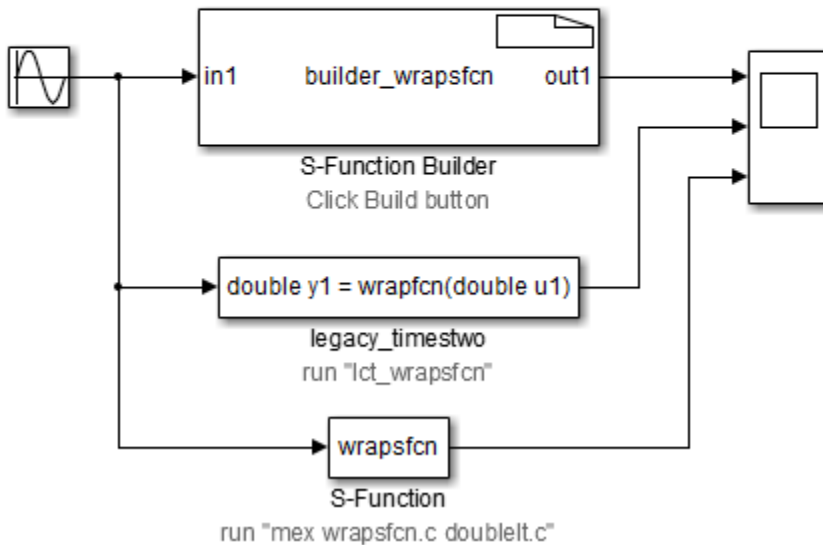 in1 builder_wrapsfcn out1
S-Function Builder
Click Build button
double y1 = wrapfcn(double u1)
legacy_timestwo
run "lct_wrapsfcn"
wrapsfcn
S-Function
run "mex wrapsfcn.c doubleIt.c"